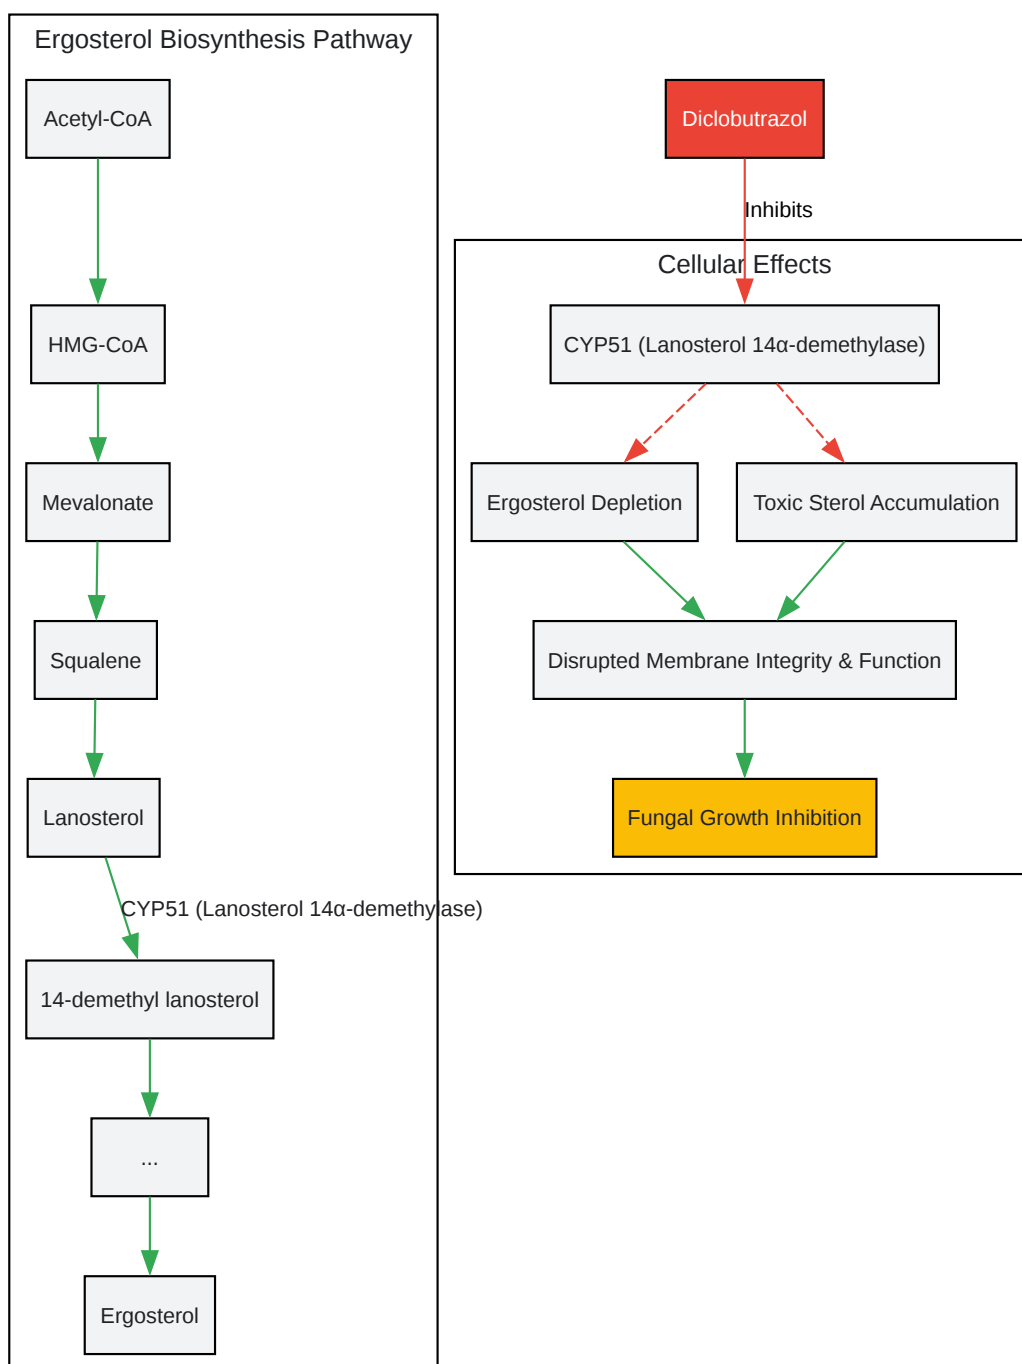 Ergosterol Biosynthesis Pathway
Acetyl-CoA
HMG-CoA
Mevalonate
Squalene
Lanosterol
CYP51 (Lanosterol 14α-demethylase)
14-demethyl lanosterol
...
Ergosterol
Diclobutrazol
Inhibits
Cellular Effects
CYP51 (Lanosterol 14α-demethylase)
Ergosterol Depletion
Toxic Sterol Accumulation
Disrupted Membrane Integrity & Function
Fungal Growth Inhibition